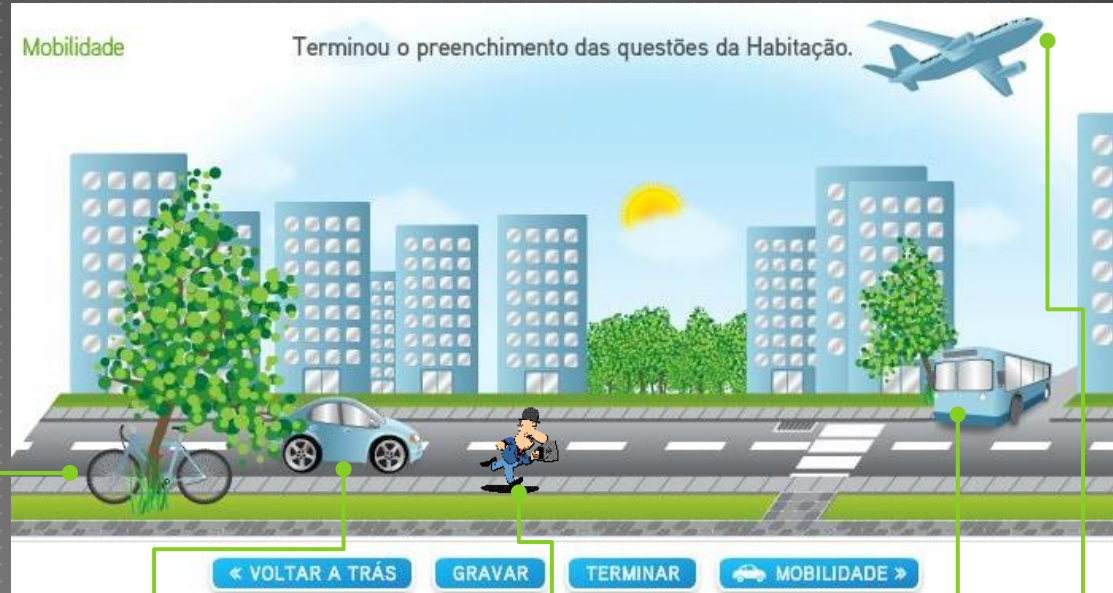 Mobilidade
Terminou o preenchimento das questões da Habitação.
« VOLTAR A TRÁS
GRAVAR
TERMINAR
MOBILIDADE »